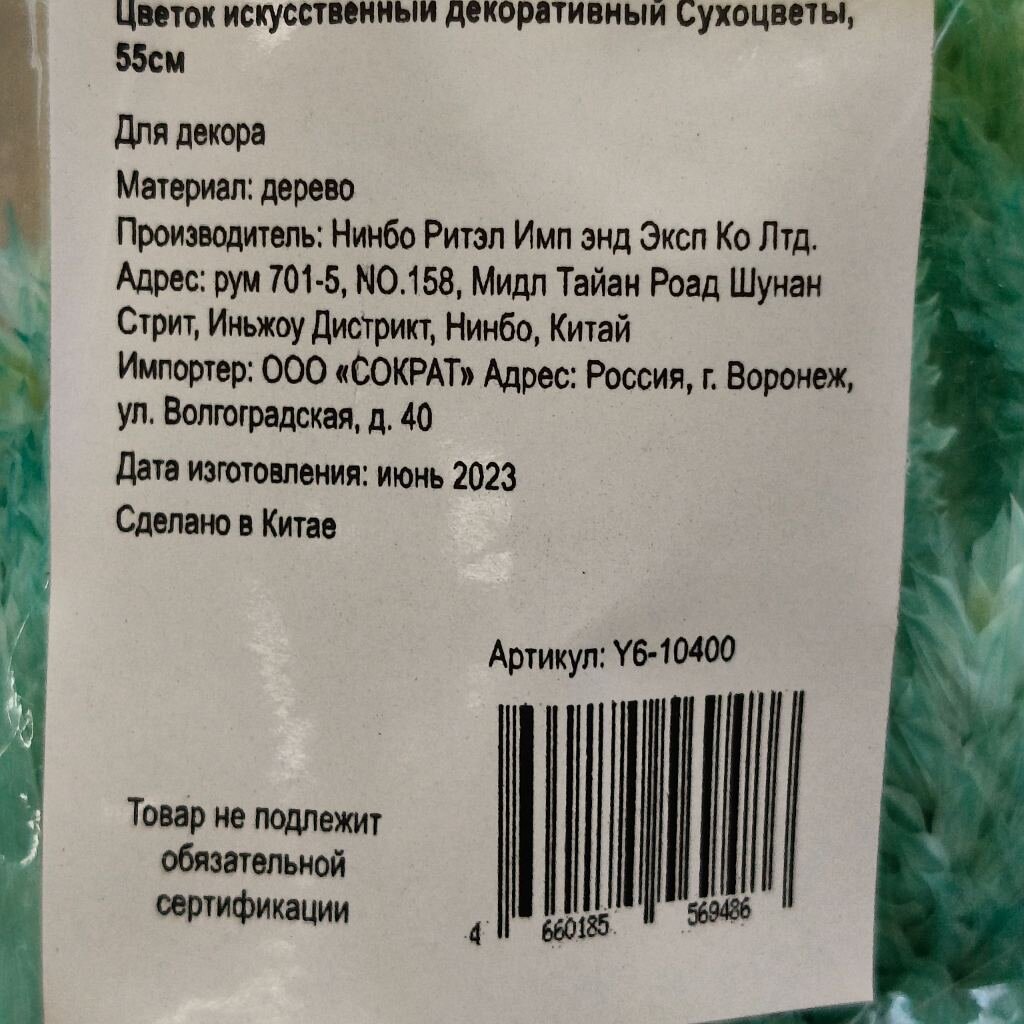 Цветок искусственный декоративный Сухоцветы,
55см
Для декора
Материал: дерево
Производитель: Нинбо Ритэл Имп энд Эксп Ко Лтд.
Адрес: рум 701-5, NO.158, Мидл Тайан Роад Шунан
Стрит, Иньжоу Дистрикт, Нинбо, Китай
Импортер: ООО «СОКРАТ» Адрес: Россия, г. Воронеж,
ул. Волгоградская, д. 40
Дата изготовления: июнь 2023
Сделано в Китае
Артикул: Y6-10400
Товар не подлежит
обязательной
сертификации
4 660185 569486